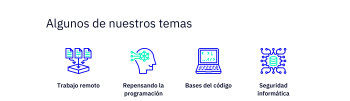 Algunos de nuestros temas
Trabajo remoto
Repensando la
programación
Bases del código
Seguridad
informática